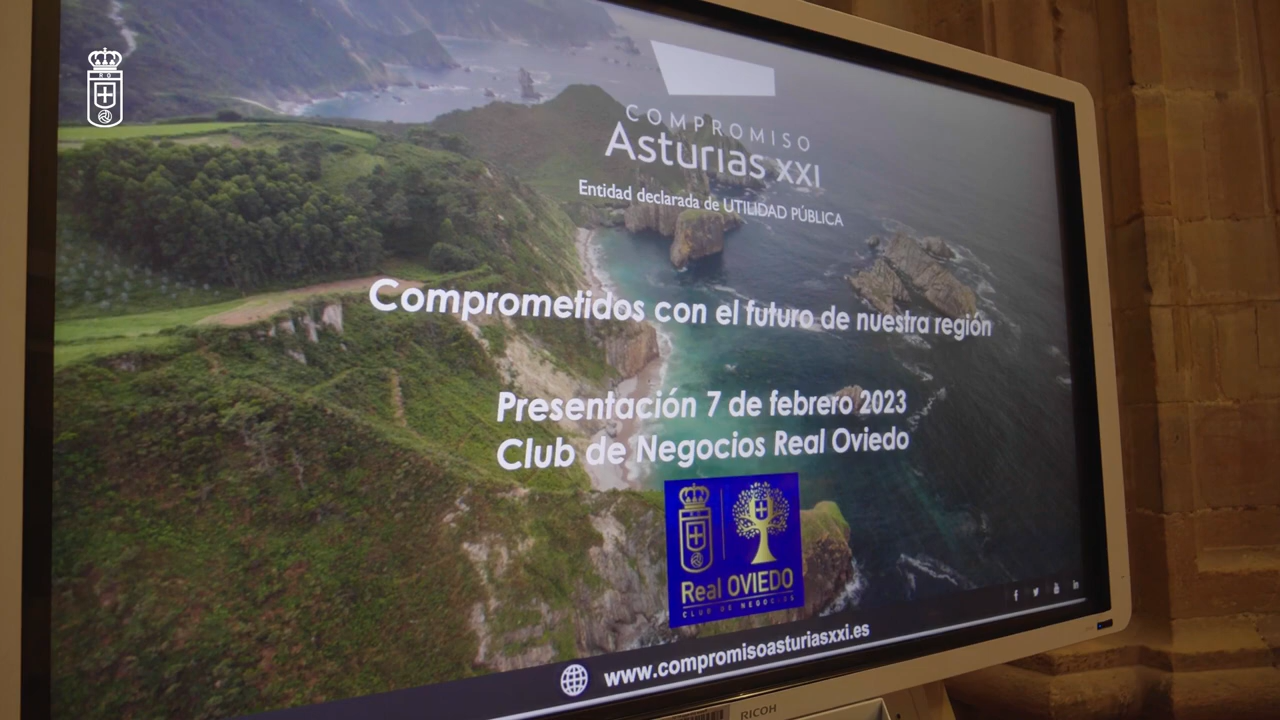 COMPROMISO
Asturias XXI
Entidad declarada de UTILIDAD PÚBLICA
Comprometidos con el futuro de nuestra región
Presentación 7 de febrero 2023
Club de Negocios Real Oviedo
Real OVIEDO
CLUB DE NEGOCIOS
www.compromisoasturiasxxi.es
RICOH